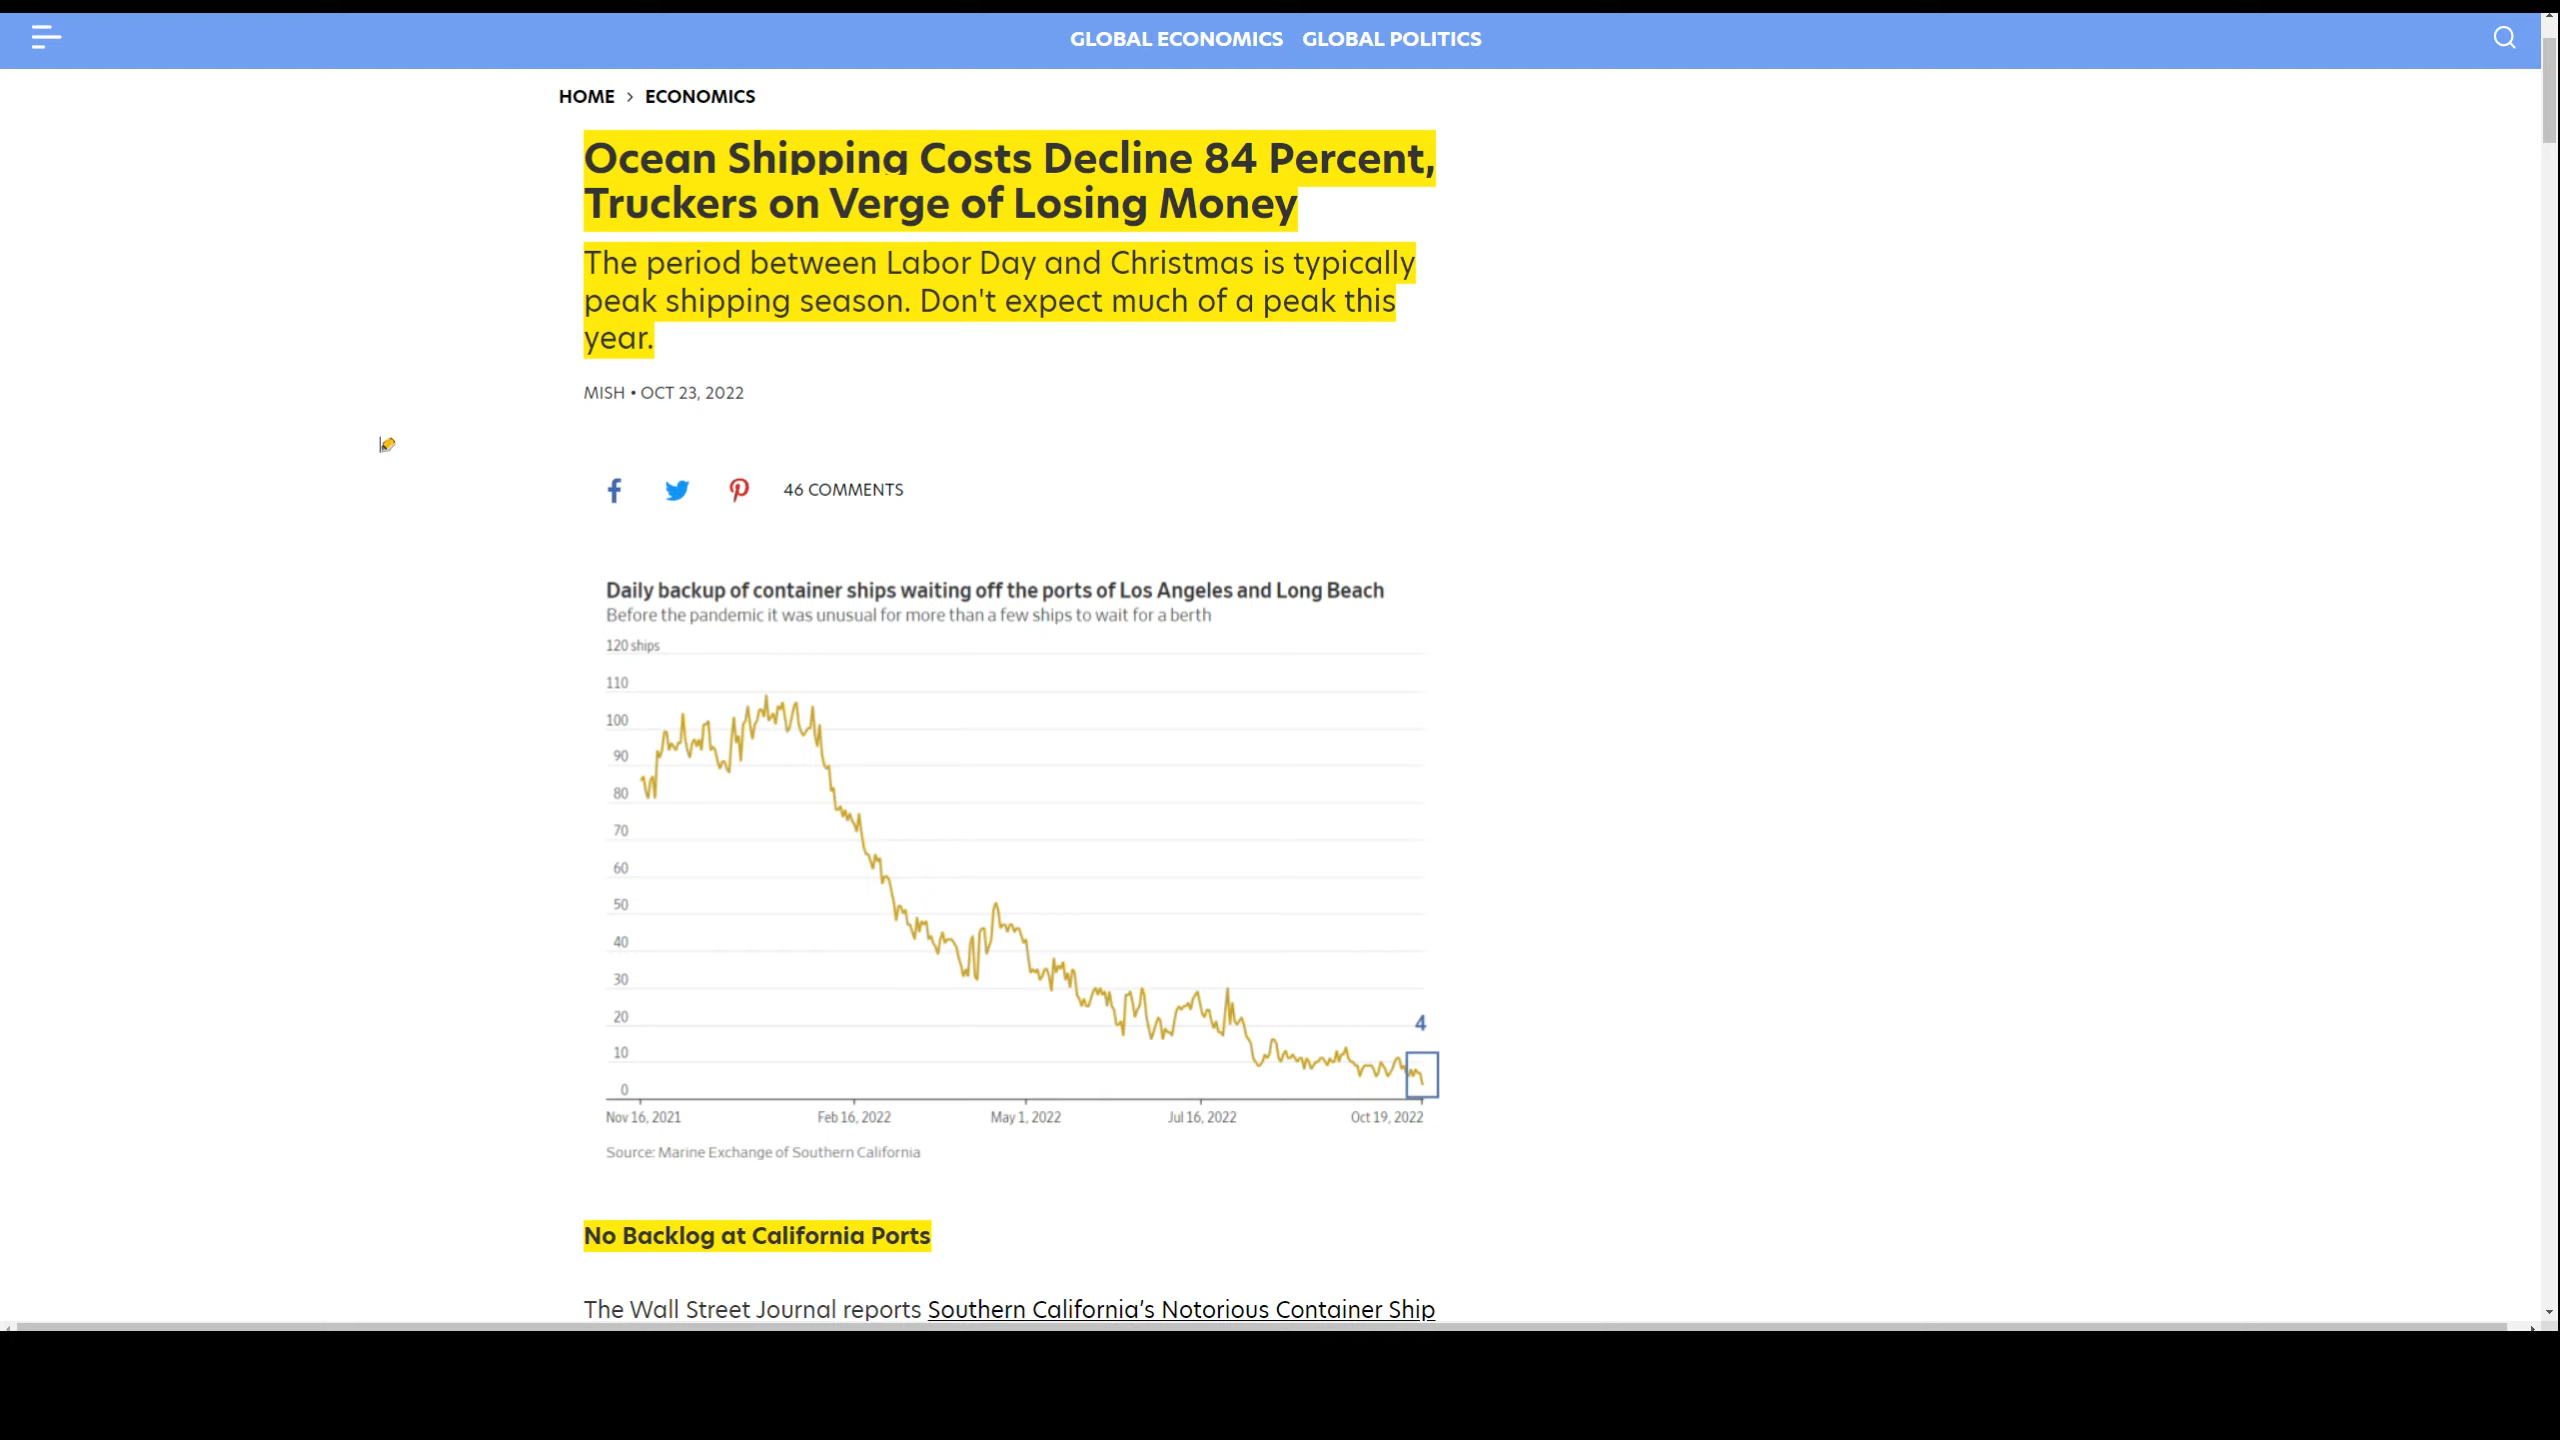 GLOBAL ECONOMICS GLOBAL POLITICS
HOME > ECONOMICS
Ocean Shipping Costs Decline 84 Percent,
Truckers on Verge of Losing Money
The period between Labor Day and Christmas is typically
peak shipping season. Don't expect much of a peak this
year.
MISH • OCT 23, 2022
46 COMMENTS
Daily backup of container ships waiting off the ports of Los Angeles and Long Beach
Before the pandemic it was unusual for more than a few ships to wait for a berth
120 ships
110
100
90
80
70
60
50
40
30
20
4
10
0
Nov 16, 2021 Feb 16, 2022 May 1, 2022 Jul 16, 2022 Oct 19, 2022
Source: Marine Exchange of Southern California
No Backlog at California Ports
The Wall Street Journal reports Southern California’s Notorious Container Ship